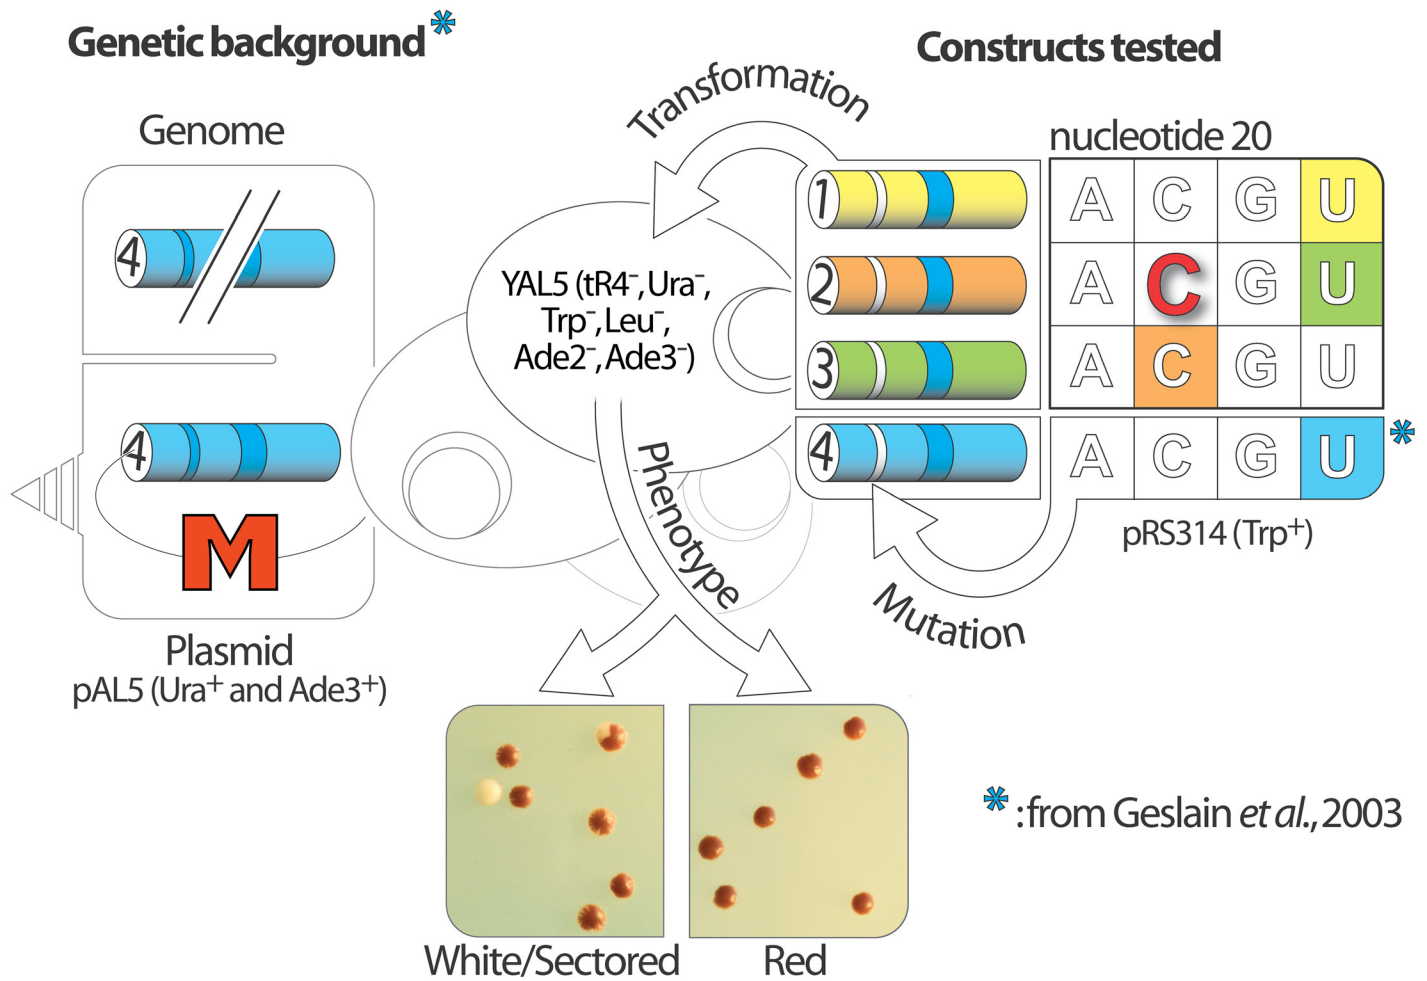 Genetic background*
Constructs tested
Genome
Transformation
nucleotide 20
4
YAL5 (tR4⁻, Ura⁻,
Trp⁻, Leu⁻,
Ade2⁻, Ade3⁻)
1
A C G U
2
A C G U
3
A C G U
4
A C G U *
4
M
Plasmid
pAL5 (Ura⁺ and Ade3⁺)
Phenotype
pRS314 (Trp⁺)
Mutation
White/Sectored
Red
* : from Geslain et al., 2003